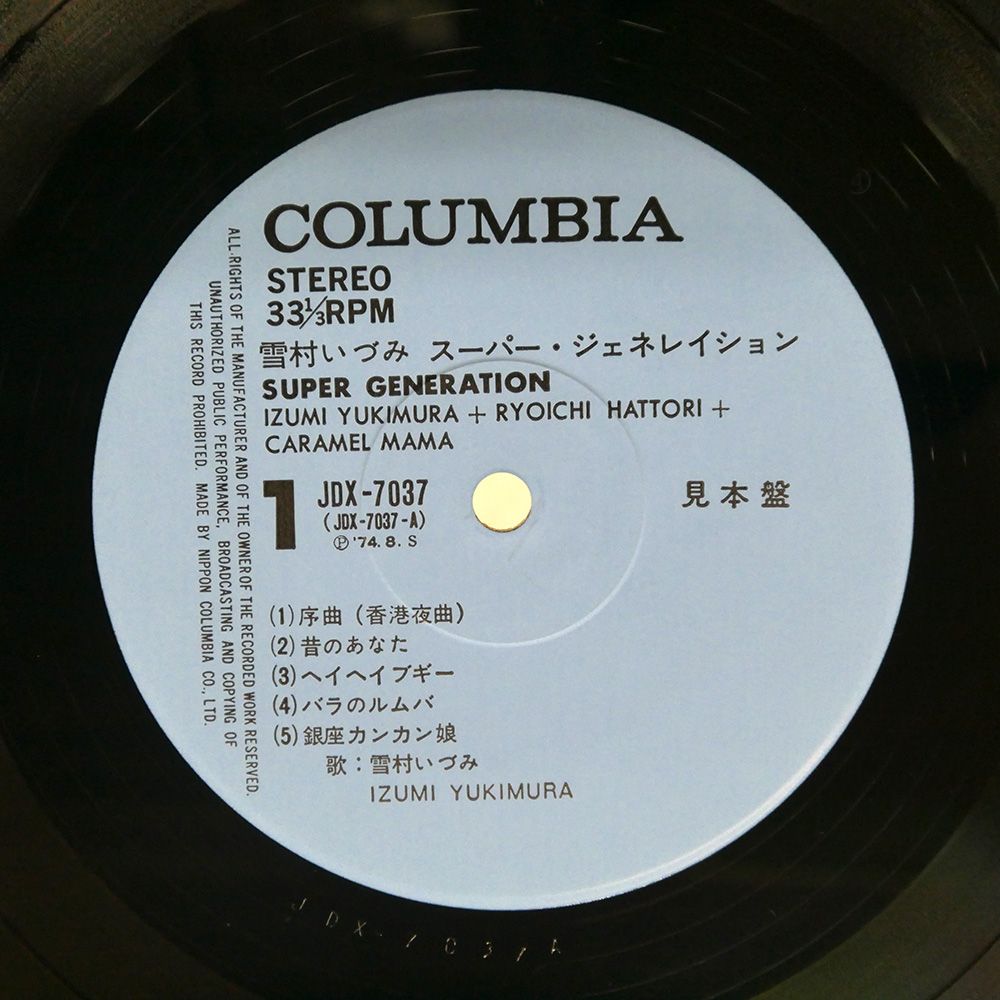 COLUMBIA
STEREO
33⅓RPM
雪村いづみ スーパー・ジェネレイション
SUPER GENERATION
IZUMI YUKIMURA + RYOICHI HATTORI +
CARAMEL MAMA
1
JDX-7037
(JDX-7037-A)
Ⓟ '74. 8. S
見本盤
(1)序曲（香港夜曲）
(2)昔のあなた
(3)ヘイヘイブギー
(4)バラのルムバ
(5)銀座カンカン娘
歌：雪村いづみ
IZUMI YUKIMURA
ALL RIGHTS OF THE MANUFACTURER AND OF THE OWNER OF THE RECORDED WORK RESERVED.
UNAUTHORIZED PUBLIC PERFORMANCE, BROADCASTING AND COPYING OF
THIS RECORD PROHIBITED. MADE BY NIPPON COLUMBIA CO., LTD.
JDX-7037A